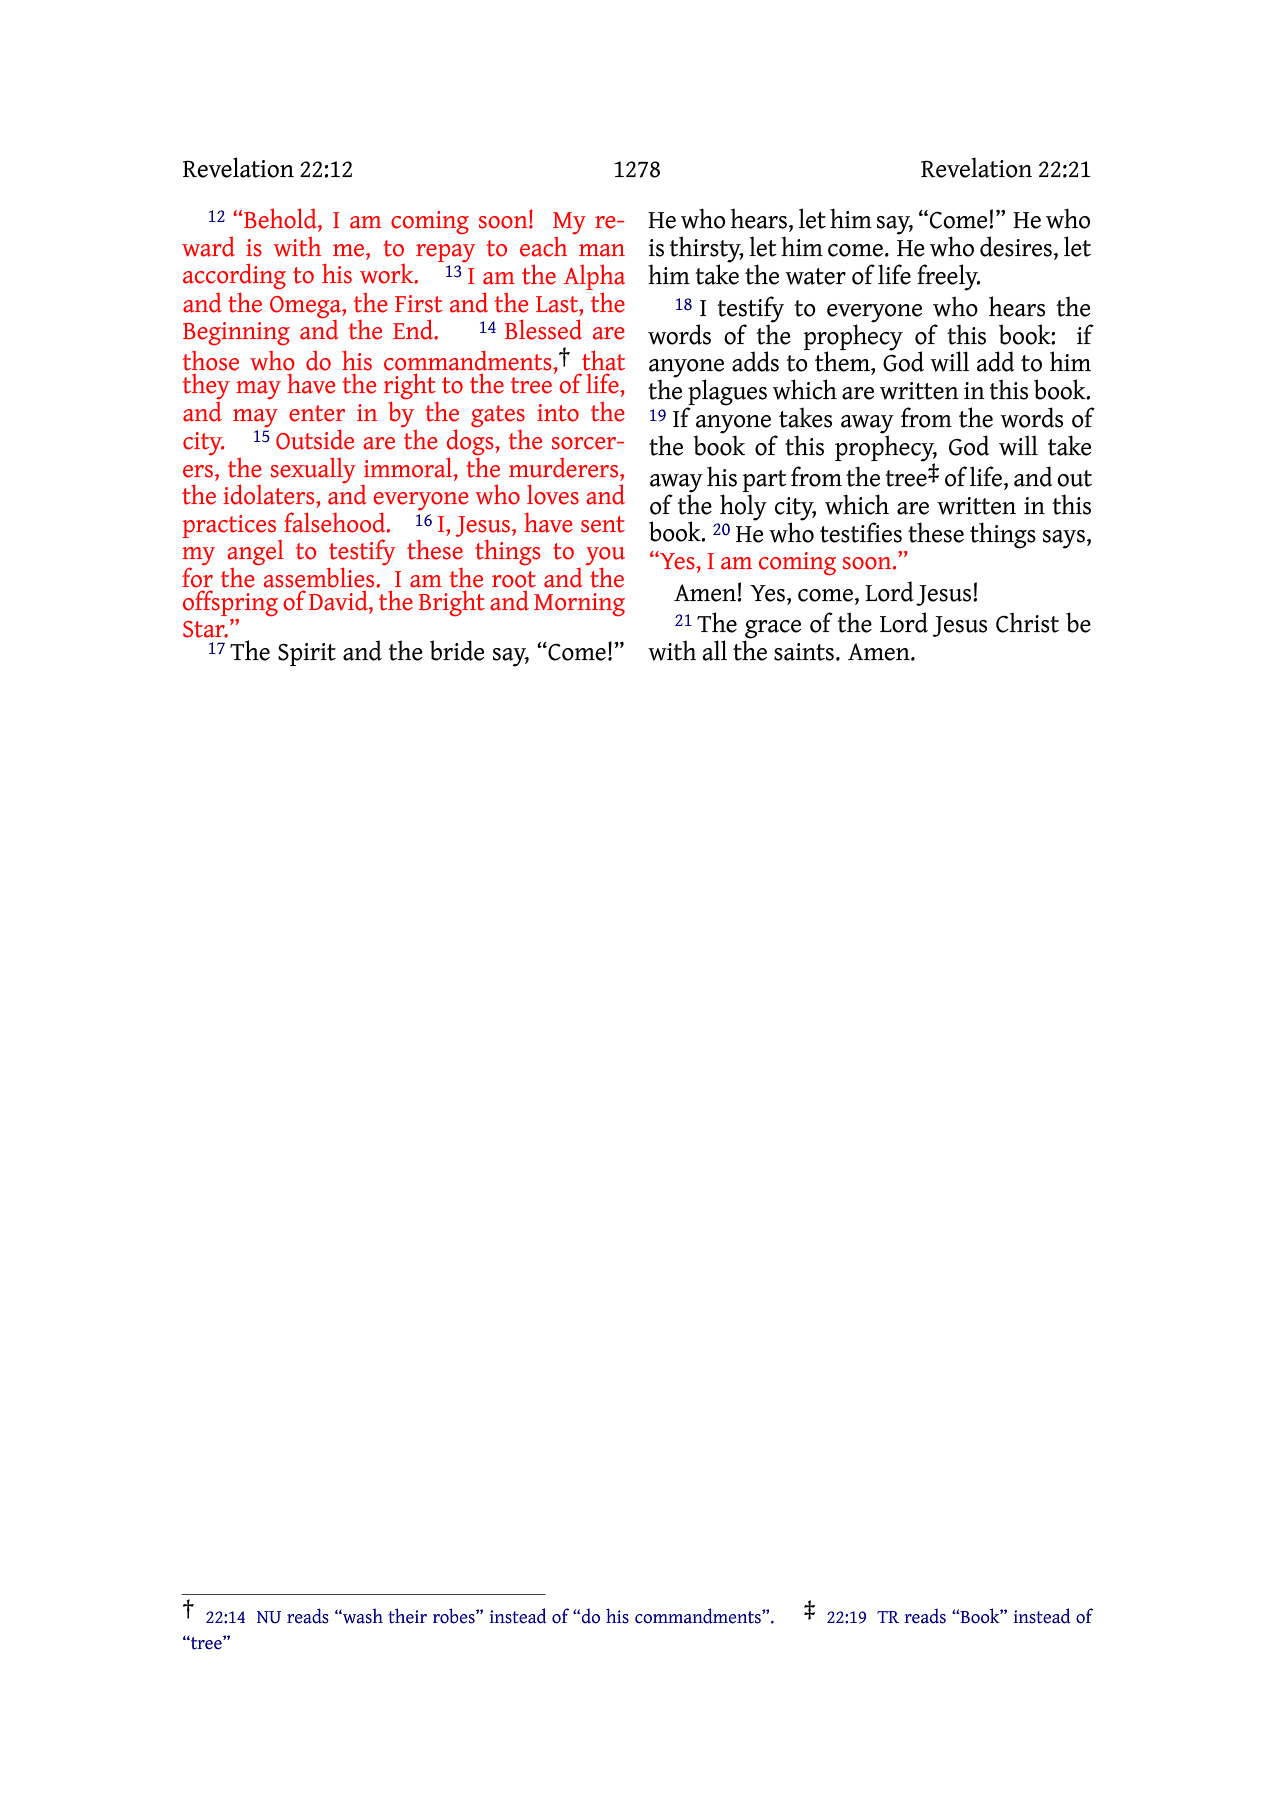 Revelation 22:12 1278 Revelation 22:21
12 “Behold, I am coming soon! My re-
ward is with me, to repay to each man
according to his work. 13 I am the Alpha
and the Omega, the First and the Last, the
Beginning and the End. 14 Blessed are
those who do his commandments,† that
they may have the right to the tree of life,
and may enter in by the gates into the
city. 15 Outside are the dogs, the sorcer-
ers, the sexually immoral, the murderers,
the idolaters, and everyone who loves and
practices falsehood. 16 I, Jesus, have sent
my angel to testify these things to you
for the assemblies. I am the root and the
offspring of David, the Bright and Morning
Star.”
17 The Spirit and the bride say, “Come!”
He who hears, let him say, “Come!” He who
is thirsty, let him come. He who desires, let
him take the water of life freely.
18 I testify to everyone who hears the
words of the prophecy of this book: if
anyone adds to them, God will add to him
the plagues which are written in this book.
19 If anyone takes away from the words of
the book of this prophecy, God will take
away his part from the tree‡ of life, and out
of the holy city, which are written in this
book. 20 He who testifies these things says,
“Yes, I am coming soon.”
Amen! Yes, come, Lord Jesus!
21 The grace of the Lord Jesus Christ be
with all the saints. Amen.
† 22:14 NU reads “wash their robes” instead of “do his commandments”. ‡ 22:19 TR reads “Book” instead of
“tree”